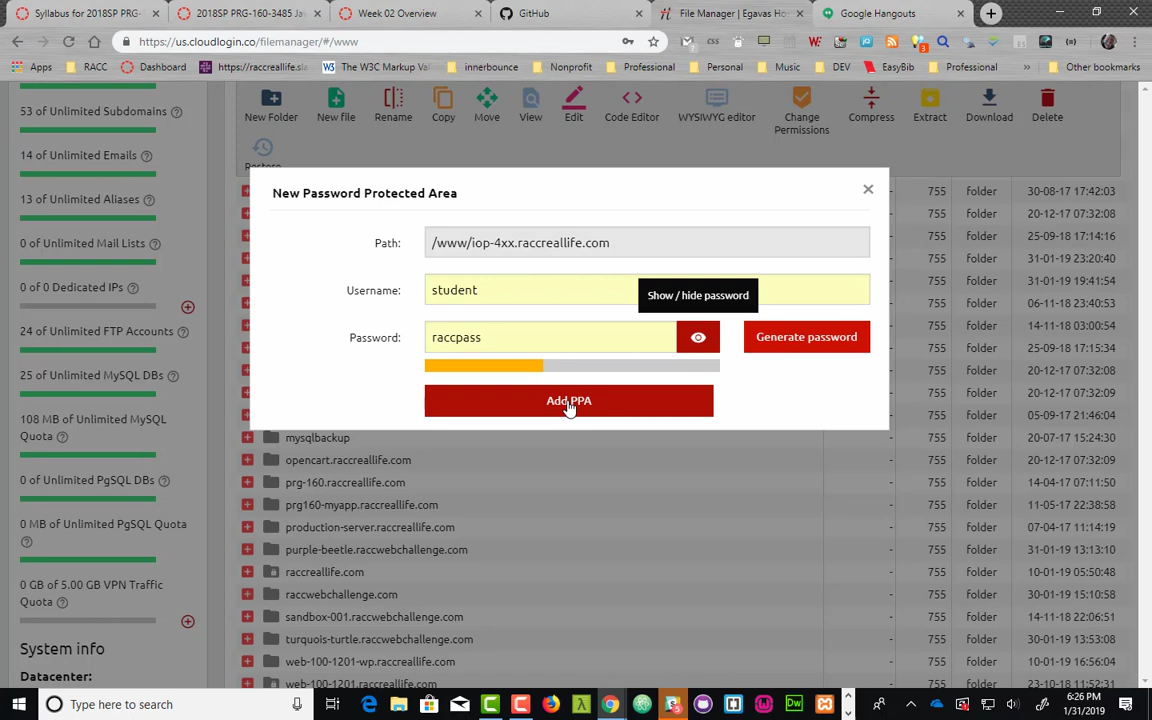 Syllabus for 2018SP PRG-
2018SP PRG-160-3485 Ja
Week 02 Overview
GitHub
File Manager | Egavas Ho
Google Hangouts
https://us.cloudlogin.co/filemanager/#/www
Apps
RACC
Dashboard
https://raccreallife.sl
The W3C Markup Va
innerbounce
Nonprofit
Professional
Personal
Music
DEV
EasyBib
Professional
»
Other bookmarks
53 of Unlimited Subdomains
14 of Unlimited Emails
13 of Unlimited Aliases
0 of Unlimited Mail Lists
0 of 0 Dedicated IPs
24 of Unlimited FTP Accounts
25 of Unlimited MySQL DBs
108 MB of Unlimited MySQL
Quota
0 of Unlimited PgSQL DBs
0 MB of Unlimited PgSQL Quota
0 GB of 5.00 GB VPN Traffic
Quota
System info
Datacenter:
New Folder
New file
Rename
Copy
Move
View
Edit
Code Editor
WYSIWYG editor
Change
Permissions
Compress
Extract
Download
Delete
Restore
New Password Protected Area
×
Path:
/www/iop-4xx.raccreallife.com
Username:
student
Show / hide password
Password:
raccpass
Generate password
Add PPA
- 755 folder 30-08-17 17:42:03
- 755 folder 20-12-17 07:32:08
- 755 folder 25-09-18 17:14:16
- 755 folder 31-01-19 23:20:40
- 755 folder 31-01-19 19:41:54
- 755 folder 06-11-18 23:40:53
- 755 folder 14-11-18 03:00:54
- 755 folder 25-09-18 17:15:34
- 755 folder 20-12-17 07:32:08
- 755 folder 20-12-17 07:32:08
- 755 folder 05-09-17 21:46:04
mysqlbackup - 755 folder 20-07-17 15:24:30
opencart.raccreallife.com - 755 folder 20-12-17 07:32:09
prg-160.raccreallife.com - 755 folder 14-04-17 07:11:50
prg160-myapp.raccreallife.com - 755 folder 11-05-17 22:38:58
production-server.raccreallife.com - 755 folder 07-04-17 11:14:19
purple-beetle.raccwebchallenge.com - 755 folder 31-01-19 13:13:10
raccreallife.com - 755 folder 10-01-19 05:50:48
raccwebchallenge.com - 755 folder 30-01-19 15:10:58
sandbox-001.raccwebchallenge.com - 755 folder 14-11-18 22:06:51
turquois-turtle.raccwebchallenge.com - 755 folder 30-01-19 13:53:08
web-100-1201-wp.raccreallife.com - 755 folder 10-01-19 16:56:04
web-100-1201.raccreallife.com - 755 folder 23-10-18 11:52:31
Type here to search
6:26 PM
1/31/2019